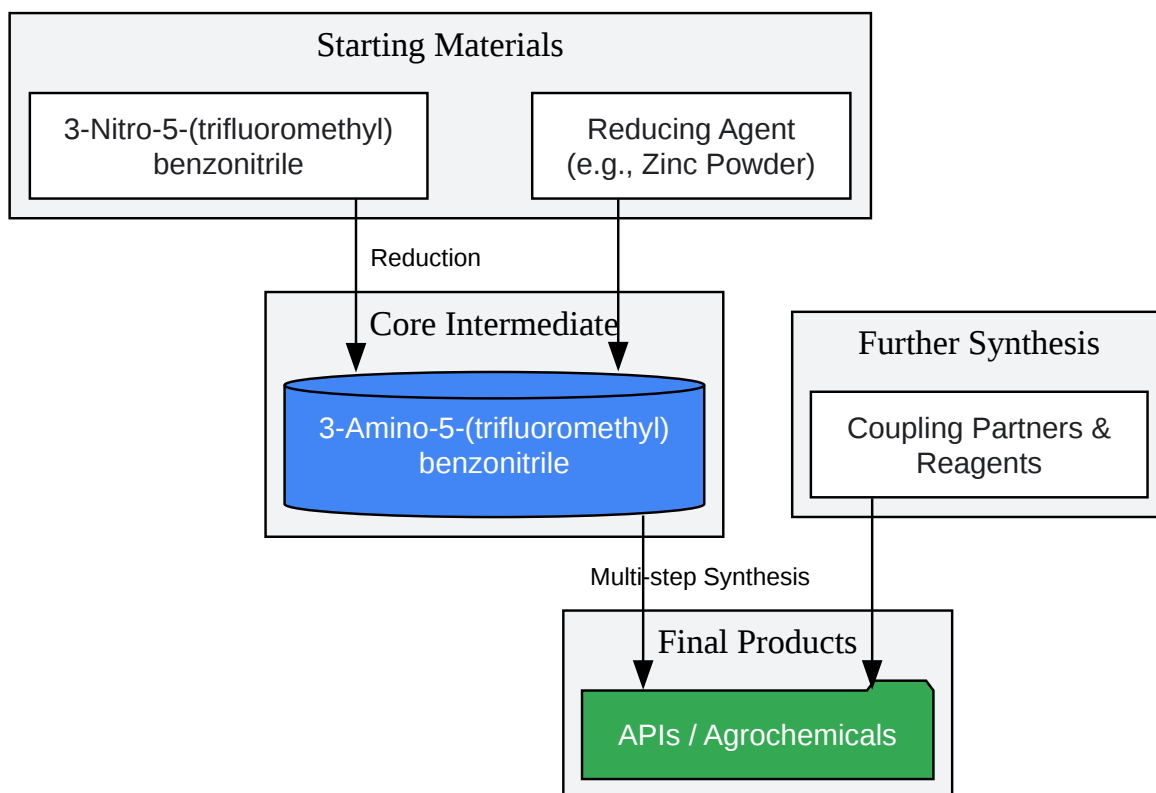 Starting Materials
3-Nitro-5-(trifluoromethyl)
benzonitrile
Reducing Agent
(e.g., Zinc Powder)
Reduction
Core Intermediate
3-Amino-5-(trifluoromethyl)
benzonitrile
Further Synthesis
Coupling Partners &
Reagents
Multi-step Synthesis
Final Products
APIs / Agrochemicals